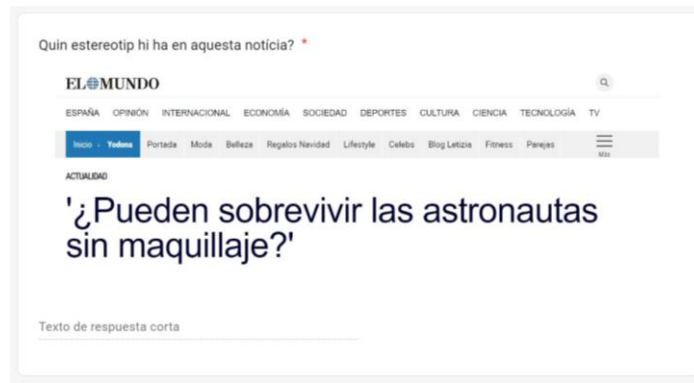 Quin estereotip hi ha en aquesta notícia? *
EL MUNDO
ESPAÑA OPINIÓN INTERNACIONAL ECONOMÍA SOCIEDAD DEPORTES CULTURA CIENCIA TECNOLOGÍA TV
Inicio › Yodona Portada Moda Belleza Regalos Navidad Lifestyle Celebs Blog Letizia Fitness Parejas
Más
ACTUALIDAD
'¿Pueden sobrevivir las astronautas
sin maquillaje?'
Texto de respuesta corta